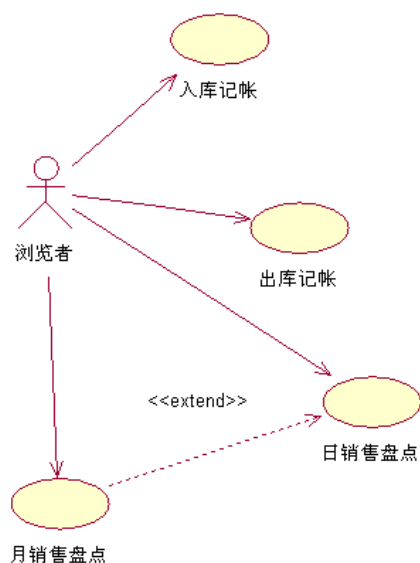 入库记帐
浏览者
出库记帐
<<extend>>
日销售盘点
月销售盘点